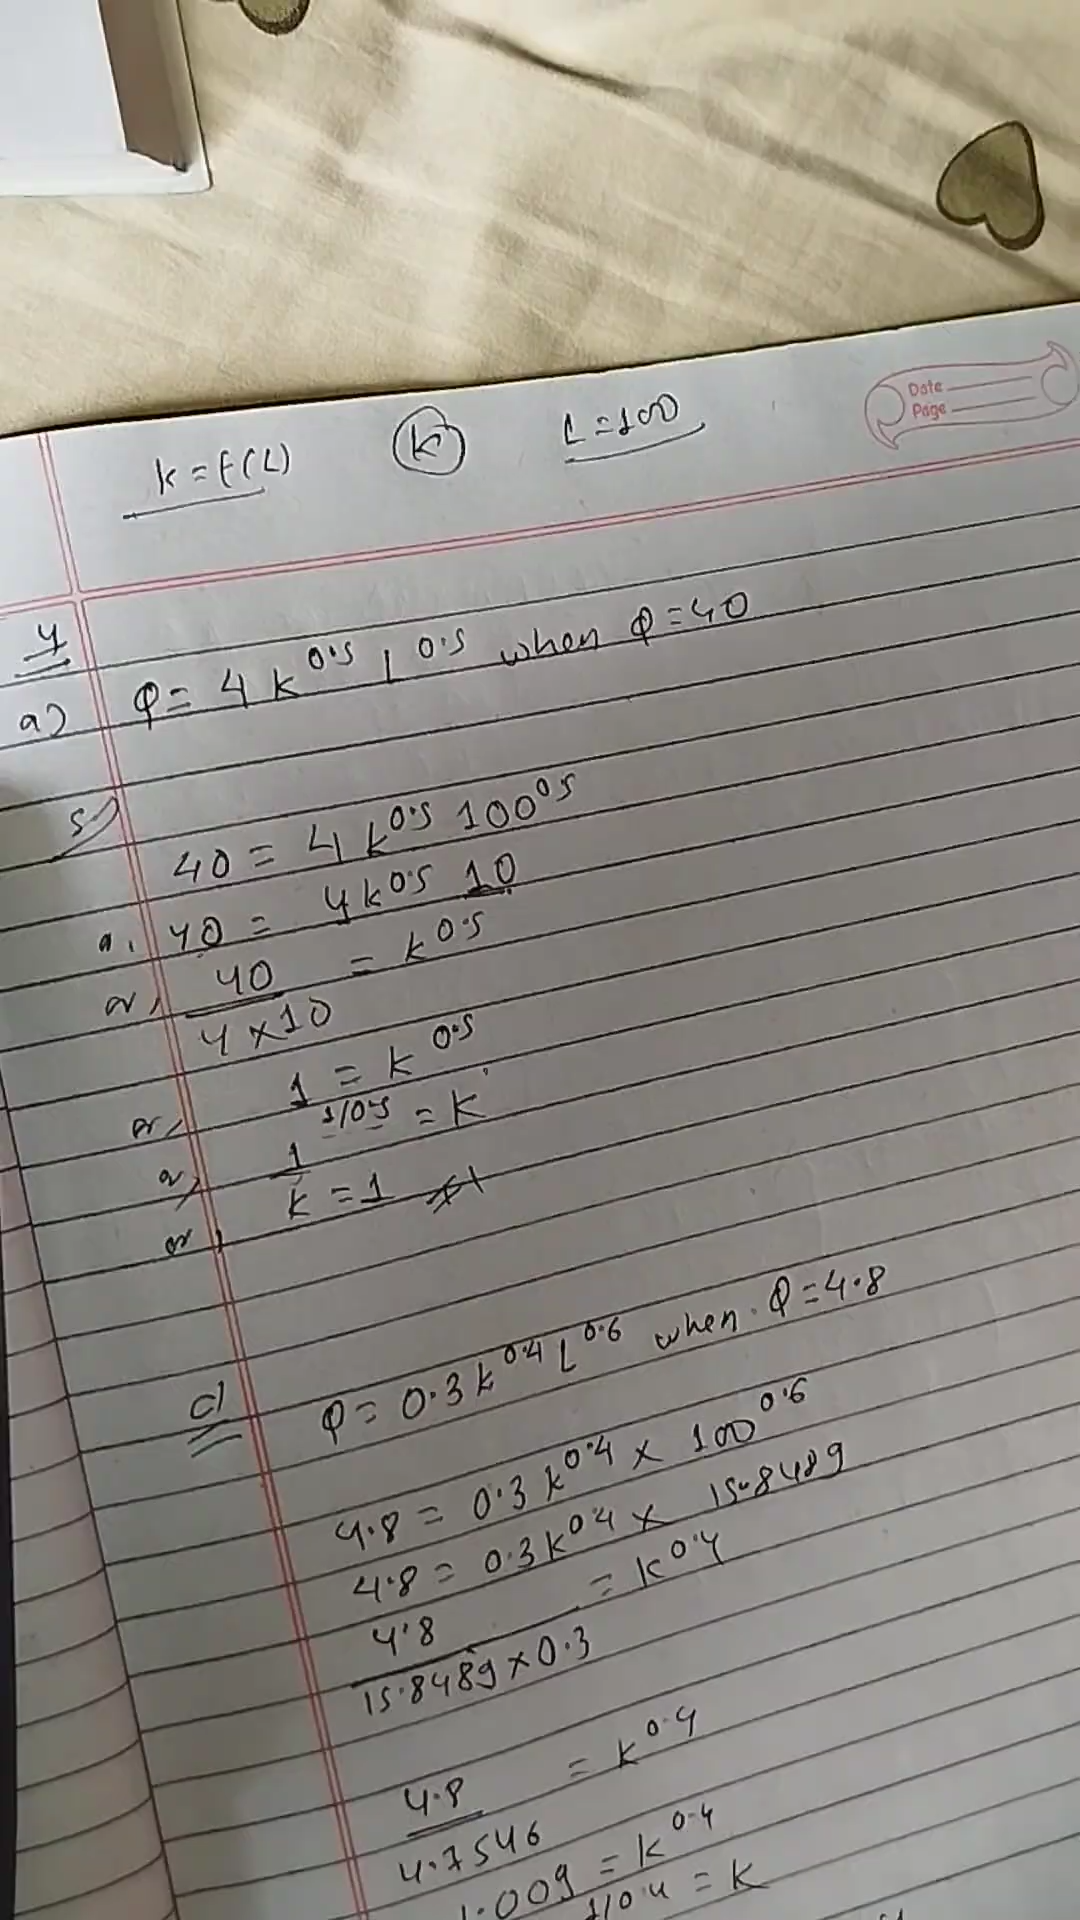 Date
Page
k = f(L) K L = 100
4
a) Q = 4 K^0.5 L^0.5 when Q = 40
40 = 4 K^0.5 100^0.5
40 = 4 K^0.5 10
or, 40 / 4 × 10 = K^0.5
or, 1 = K^0.5
or, 1^1/0.5 = K
or, K = 1
c) Q = 0.3 K^0.4 L^0.6 when Q = 4.8
4.8 = 0.3 K^0.4 × 100^0.6
4.8 = 0.3 K^0.4 × 15.8489
4.8 / 15.8489 × 0.3 = K^0.4
4.8 / 4.7546 = K^0.4
1.009 = K^0.4
1/0.4 = K